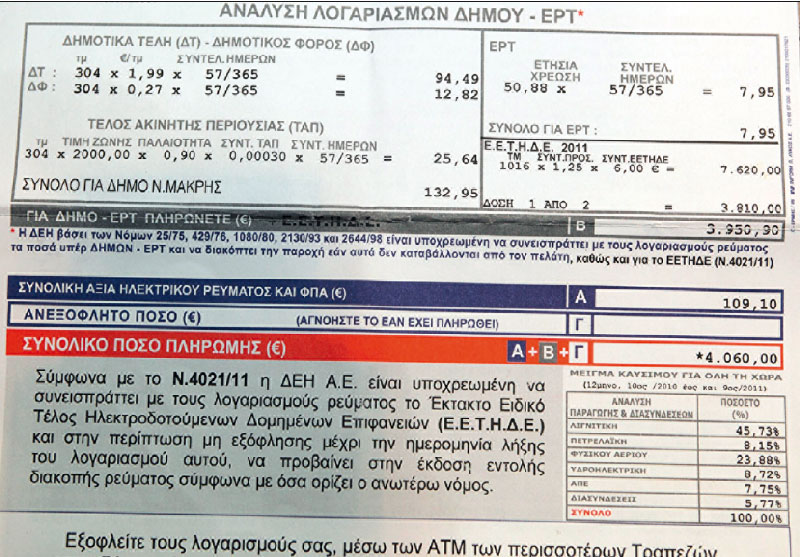 ΑΝΑΛΥΣΗ ΛΟΓΑΡΙΑΣΜΩΝ ΔΗΜΟΥ - ΕΡΤ*
ΔΗΜΟΤΙΚΑ ΤΕΛΗ (ΔΤ) - ΔΗΜΟΤΙΚΟΣ ΦΟΡΟΣ (ΔΦ)
τμ €/τμ ΣΥΝΤΕΛ.ΗΜΕΡΩΝ
ΔΤ : 304 x 1,99 x 57/365 = 94,49
ΔΦ: 304 x 0,27 x 57/365 = 12,82
ΤΕΛΟΣ ΑΚΙΝΗΤΗΣ ΠΕΡΙΟΥΣΙΑΣ (ΤΑΠ)
τμ ΤΙΜΗ ΖΩΝΗΣ ΠΑΛΑΙΟΤΗΤΑ ΣΥΝΤ. ΤΑΠ ΣΥΝΤ. ΗΜΕΡΩΝ
304 x 2000,00 x 0,90 x 0,00030 x 57/365 = 25,64
ΣΥΝΟΛΟ ΓΙΑ ΔΗΜΟ Ν.ΜΑΚΡΗΣ 132,95
ΕΡΤ
ΕΤΗΣΙΑ ΣΥΝΤΕΛ.
ΧΡΕΩΣΗ ΗΜΕΡΩΝ
50,88 x 57/365 = 7,95
ΣΥΝΟΛΟ ΓΙΑ ΕΡΤ : 7,95
Ε.Ε.Τ.Η.Δ.Ε. 2011
ΤΜ ΣΥΝΤ.ΠΡΟΣ. ΣΥΝΤ.ΕΕΤΗΔΕ
1016 x 1,25 x 6,00 € = 7.620,00
ΔΟΣΗ 1 ΑΠΟ 2 = 3.810,00
ΓΙΑ ΔΗΜΟ - ΕΡΤ ΠΛΗΡΩΝΕΤΕ (€) - Ε.Ε.Τ.Η.Δ.Ε. Β 3.950,90
* Η ΔΕΗ βάσει των Νόμων 25/75, 429/76, 1080/80, 2130/93 και 2644/98 είναι υποχρεωμένη να συνεισπράττει με τους λογαριασμούς ρεύματος
τα ποσά υπέρ ΔΗΜΩΝ - ΕΡΤ και να διακόπτει την παροχή εάν αυτά δεν καταβάλλονται από τον πελάτη, καθώς και για το ΕΕΤΗΔΕ (Ν.4021/11)
ΣΥΝΟΛΙΚΗ ΑΞΙΑ ΗΛΕΚΤΡΙΚΟΥ ΡΕΥΜΑΤΟΣ ΚΑΙ ΦΠΑ (€) Α 109,10
ΑΝΕΞΟΦΛΗΤΟ ΠΟΣΟ (€) (ΑΓΝΟΗΣΤΕ ΤΟ ΕΑΝ ΕΧΕΙ ΠΛΗΡΩΘΕΙ) Γ
ΣΥΝΟΛΙΚΟ ΠΟΣΟ ΠΛΗΡΩΜΗΣ (€) Α + Β + Γ *4.060,00
Σύμφωνα με το Ν.4021/11 η ΔΕΗ Α.Ε. είναι υποχρεωμένη να
συνεισπράττει με τους λογαριασμούς ρεύματος το Έκτακτο Ειδικό
Τέλος Ηλεκτροδοτούμενων Δομημένων Επιφανειών (Ε.Ε.Τ.Η.Δ.Ε.)
και στην περίπτωση μη εξόφλησης μέχρι την ημερομηνία λήξης
του λογαριασμού αυτού, να προβαίνει στην έκδοση εντολής
διακοπής ρεύματος σύμφωνα με όσα ορίζει ο ανωτέρω νόμος.
ΜΕΙΓΜΑ ΚΑΥΣΙΜΟΥ ΓΙΑ ΟΛΗ ΤΗ ΧΩΡΑ
(12μηνο, 10ος /2010 έως και 9ος/2011)
ΑΝΑΛΥΣΗ ΠΟΣΟΣΤΟ
ΠΑΡΑΓΩΓΗΣ & ΔΙΑΣΥΝΔΕΣΕΩΝ (%)
ΛΙΓΝΙΤΙΚΗ 45,73%
ΠΕΤΡΕΛΑΪΚΗ 8,15%
ΦΥΣΙΚΟΥ ΑΕΡΙΟΥ 23,88%
ΥΔΡΟΗΛΕΚΤΡΙΚΗ 8,72%
ΑΠΕ 7,75%
ΔΙΑΣΥΝΔΕΣΕΙΣ 5,77%
ΣΥΝΟΛΟ 100,00%
Εξοφλείτε τους λογαριασμούς σας, μέσω των ΑΤΜ των περισσοτέρων Τραπεζών